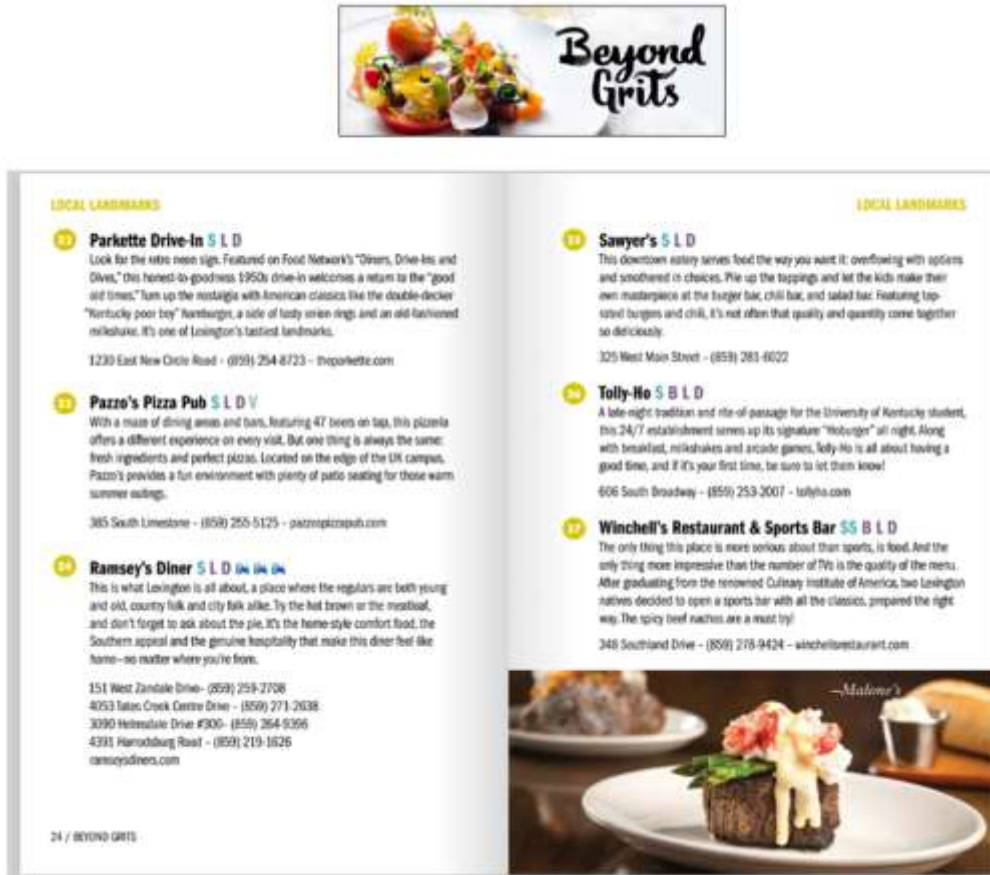 Beyond
Grits
LOCAL LANDMARKS
Parkette Drive-In S L D
Look for the retro neon sign. Featured on Food Network's "Diners, Drive-Ins and
Dives," this honest-to-goodness 1950s drive-in welcomes a return to the "good
old times." Turn up the nostalgia with American classics like the double-decker
"Kentucky poor boy" hamburger, a side of tasty onion rings and an old-fashioned
milkshake. It's one of Lexington's tastiest landmarks.
1230 East New Circle Road – (859) 254-8723 – theparkette.com
Pazzo's Pizza Pub S L D V
With a maze of dining areas and bars, featuring 47 beers on tap, this pizzeria
offers a different experience on every visit. But one thing is always the same:
fresh ingredients and perfect pizzas. Located on the edge of the UK campus,
Pazzo's provides a fun environment with plenty of patio seating for those warm
summer outings.
385 South Limestone – (859) 255-5125 – pazzospizzapub.com
Ramsey's Diner S L D
This is what Lexington is all about, a place where the regulars are both young
and old, country folk and city folk alike. Try the hot brown or the meatloaf,
and don't forget to ask about the pie. It's the home-style comfort food, the
Southern appeal and the genuine hospitality that make this diner feel like
home—no matter where you're from.
151 West Zandale Drive– (859) 259-2708
4053 Tates Creek Centre Drive – (859) 271-2638
3090 Helmsdale Drive #300– (859) 264-9396
4391 Harrodsburg Road – (859) 219-1626
ramseysdiners.com
24 / BEYOND GRITS
LOCAL LANDMARKS
Sawyer's S L D
This downtown eatery serves food the way you want it: overflowing with options
and smothered in choices. Pile up the toppings and let the kids make their
own masterpiece at the burger bar, chili bar, and salad bar. Featuring top-
rated burgers and chili, it's not often that quality and quantity come together
so deliciously.
325 West Main Street – (859) 281-6022
Tolly-Ho S B L D
A late-night tradition and rite-of-passage for the University of Kentucky student,
this 24/7 establishment serves up its signature "Hoburger" all night. Along
with breakfast, milkshakes and arcade games, Tolly-Ho is all about having a
good time, and if it's your first time, be sure to let them know!
606 South Broadway – (859) 253-2007 – tollyho.com
Winchell's Restaurant & Sports Bar SS B L D
The only thing this place is more serious about than sports, is food. And the
only thing more impressive than the number of TVs is the quality of the menu.
After graduating from the renowned Culinary Institute of America, two Lexington
natives decided to open a sports bar with all the classics, prepared the right
way. The spicy beef nachos are a must try!
348 Southland Drive – (859) 278-9424 – winchellsrestaurant.com
—Malone's